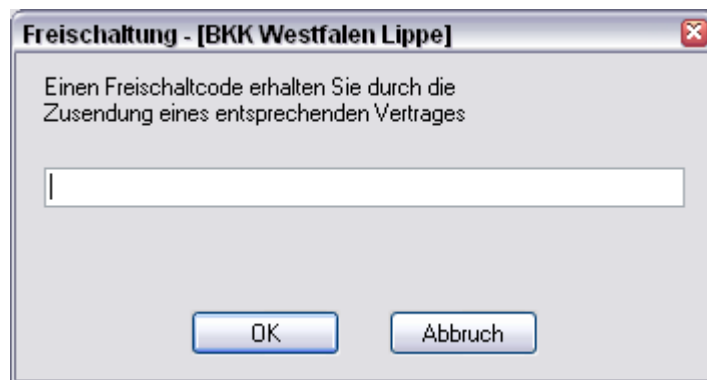 Freischaltung - [BKK Westfalen Lippe]
Einen Freischaltcode erhalten Sie durch die
Zusendung eines entsprechenden Vertrages
OK
Abbruch